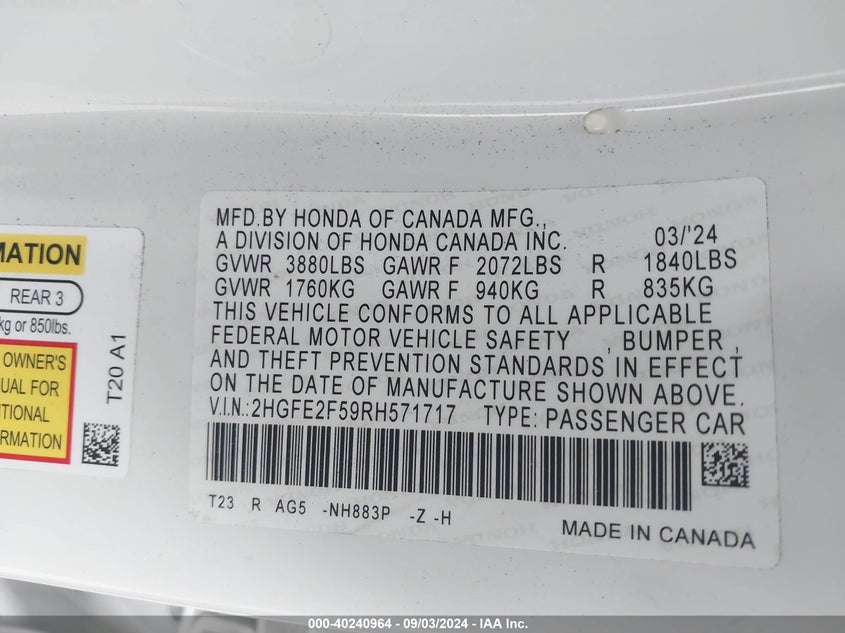 MATION
REAR 3
kg or 850lbs.
OWNER'S
UAL FOR
ITIONAL
ORMATION
T20 A1
MFD.BY HONDA OF CANADA MFG.,
A DIVISION OF HONDA CANADA INC. 03/'24
GVWR 3880LBS GAWR F 2072LBS R 1840LBS
GVWR 1760KG GAWR F 940KG R 835KG
THIS VEHICLE CONFORMS TO ALL APPLICABLE
FEDERAL MOTOR VEHICLE SAFETY , BUMPER ,
AND THEFT PREVENTION STANDARDS IN EFFECT
ON THE DATE OF MANUFACTURE SHOWN ABOVE.
V.I.N.:2HGFE2F59RH571717 TYPE: PASSENGER CAR
T23 R AG5 -NH883P -Z -H
MADE IN CANADA
000-40240964 - 09/03/2024 - IAA Inc.